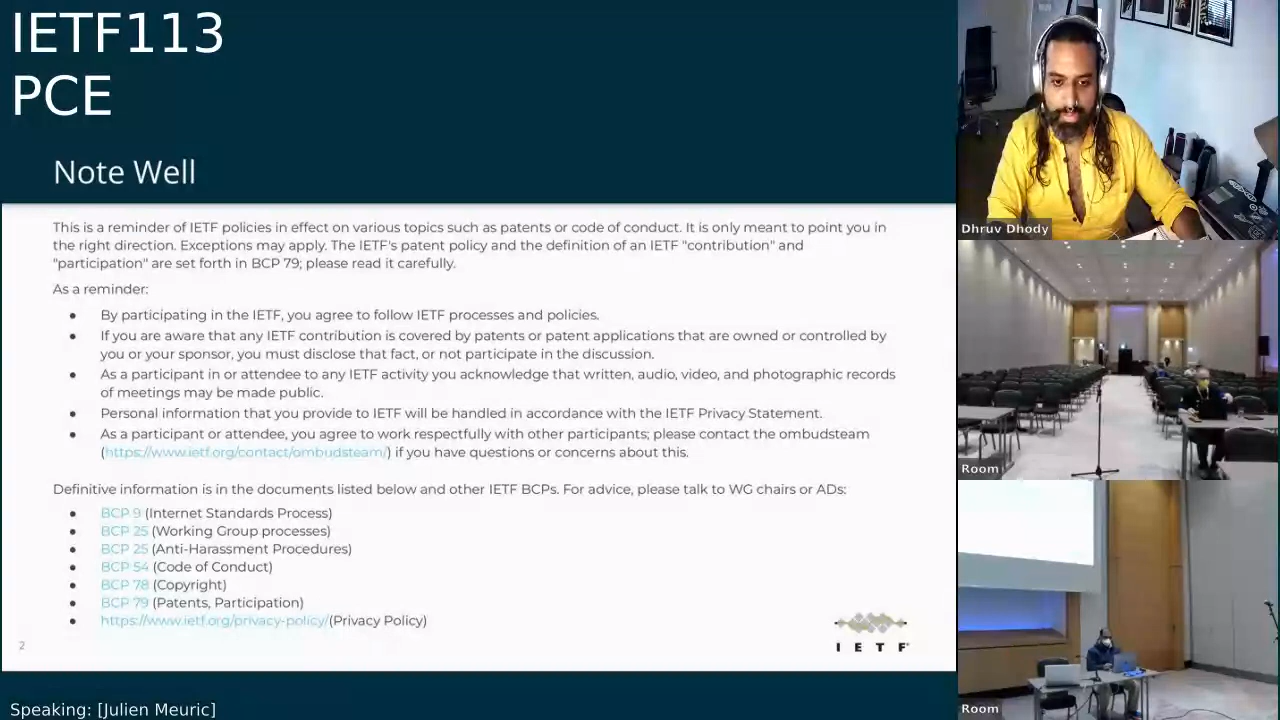 IETF113
PCE
Note Well
This is a reminder of IETF policies in effect on various topics such as patents or code of conduct. It is only meant to point you in
the right direction. Exceptions may apply. The IETF's patent policy and the definition of an IETF "contribution" and
"participation" are set forth in BCP 79; please read it carefully.
As a reminder:
● By participating in the IETF, you agree to follow IETF processes and policies.
● If you are aware that any IETF contribution is covered by patents or patent applications that are owned or controlled by
you or your sponsor, you must disclose that fact, or not participate in the discussion.
● As a participant in or attendee to any IETF activity you acknowledge that written, audio, video, and photographic records
of meetings may be made public.
● Personal information that you provide to IETF will be handled in accordance with the IETF Privacy Statement.
● As a participant or attendee, you agree to work respectfully with other participants; please contact the ombudsteam
(https://www.ietf.org/contact/ombudsteam/) if you have questions or concerns about this.
Definitive information is in the documents listed below and other IETF BCPs. For advice, please talk to WG chairs or ADs:
● BCP 9 (Internet Standards Process)
● BCP 25 (Working Group processes)
● BCP 25 (Anti-Harassment Procedures)
● BCP 54 (Code of Conduct)
● BCP 78 (Copyright)
● BCP 79 (Patents, Participation)
● https://www.ietf.org/privacy-policy/(Privacy Policy)
2
I E T F
Speaking: [Julien Meuric]
Dhruv Dhody
Room
Room